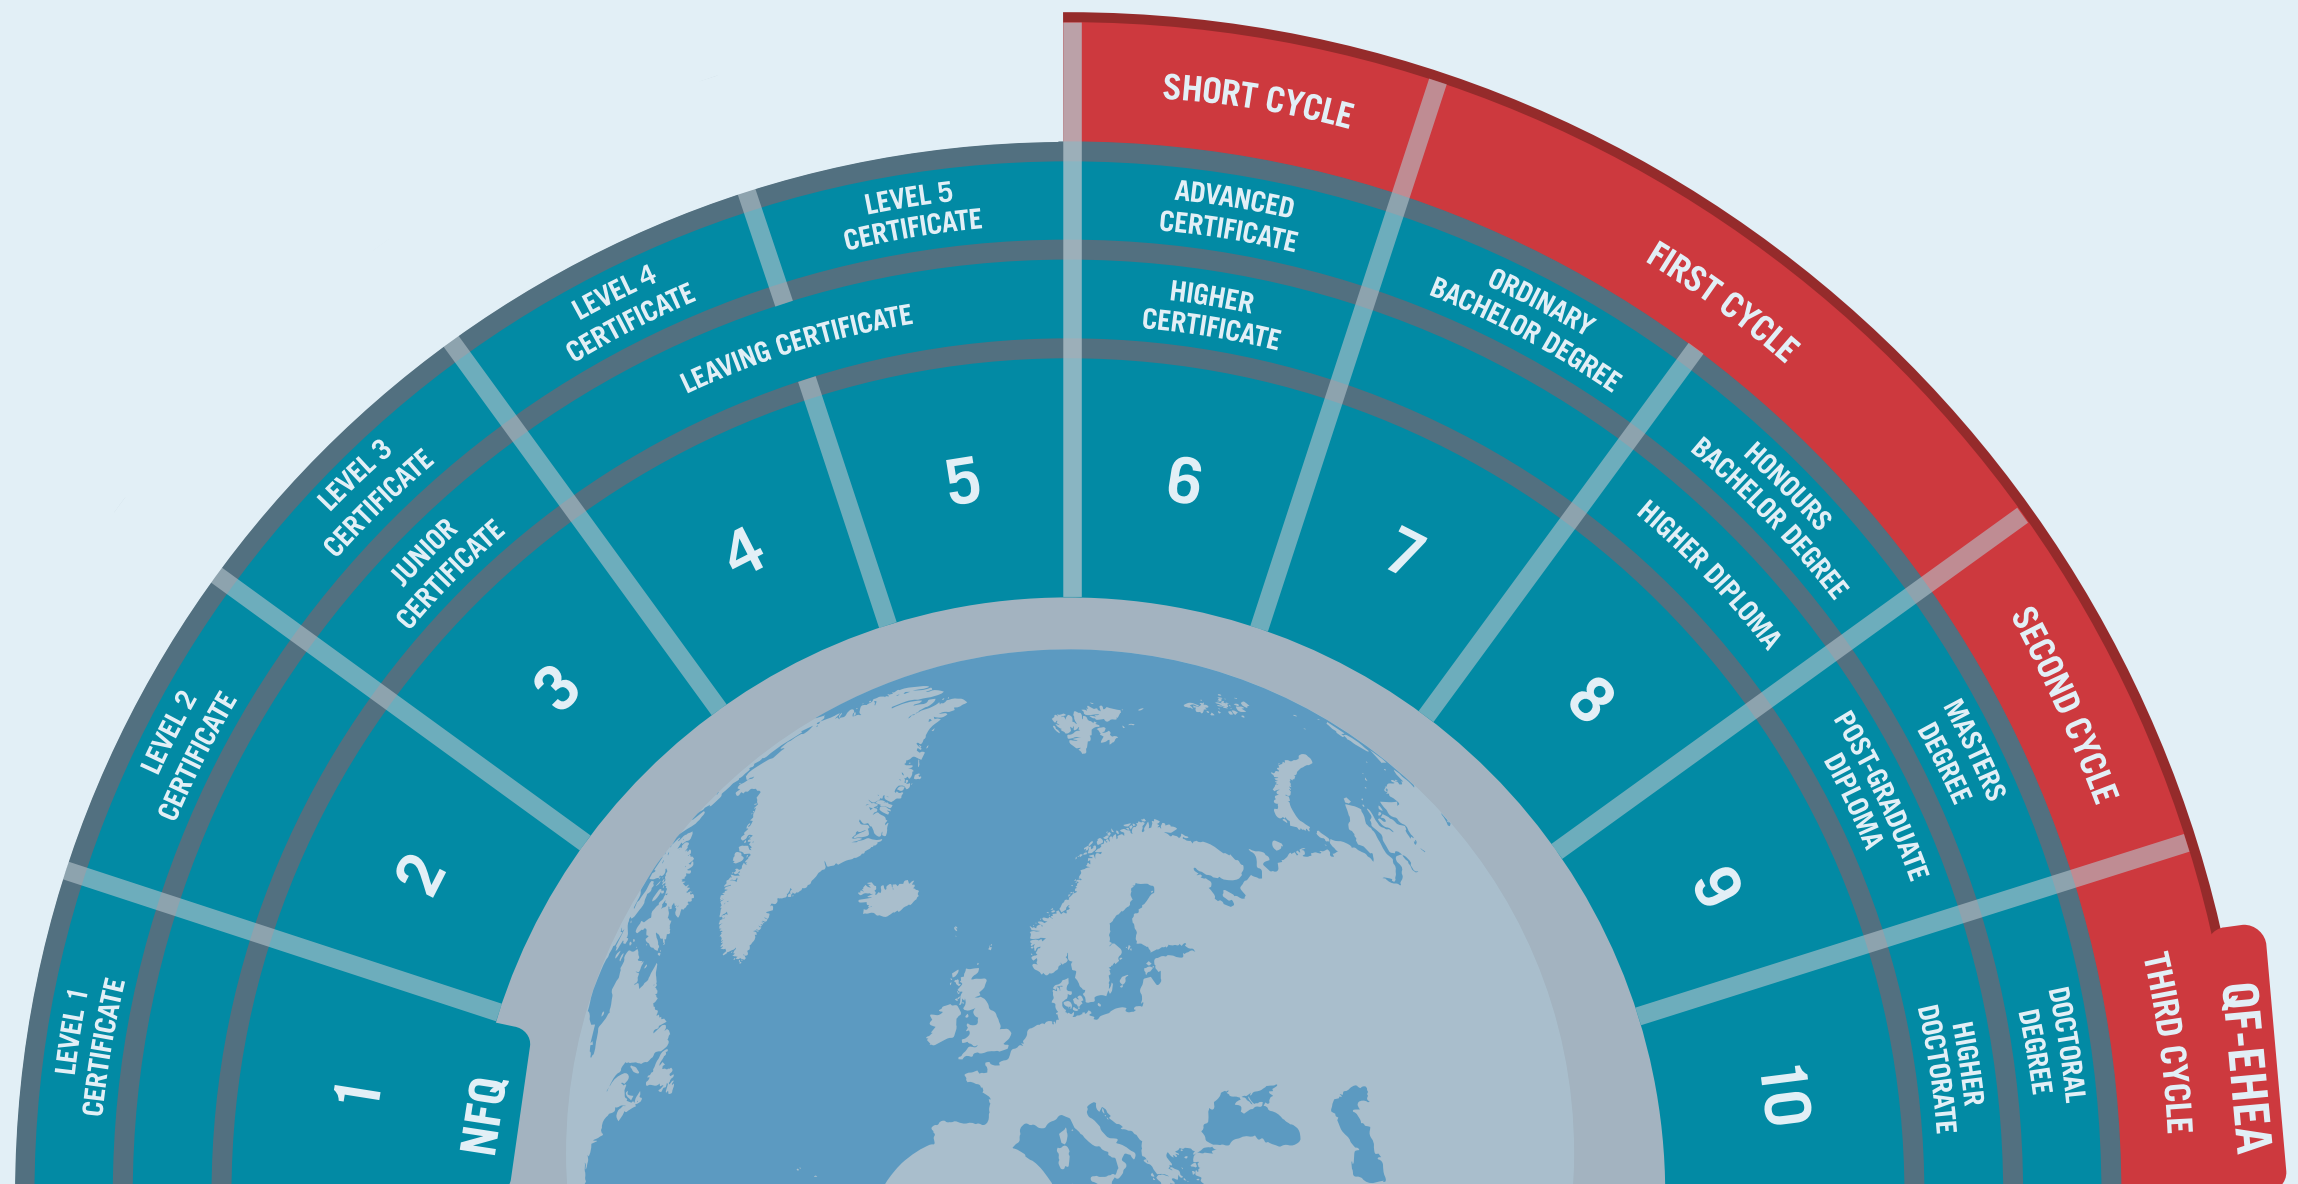 SHORT CYCLE
FIRST CYCLE
SECOND CYCLE
THIRD CYCLE
QF-EHEA
LEVEL 1
CERTIFICATE
LEVEL 2
CERTIFICATE
LEVEL 3
CERTIFICATE
LEVEL 4
CERTIFICATE
LEVEL 5
CERTIFICATE
ADVANCED
CERTIFICATE
ORDINARY
BACHELOR DEGREE
HONOURS
BACHELOR DEGREE
MASTERS
DEGREE
DOCTORAL
DEGREE
JUNIOR
CERTIFICATE
LEAVING CERTIFICATE
HIGHER
CERTIFICATE
HIGHER DIPLOMA
POST-GRADUATE
DIPLOMA
HIGHER
DOCTORATE
NFQ
1
2
3
4
5
6
7
8
9
10